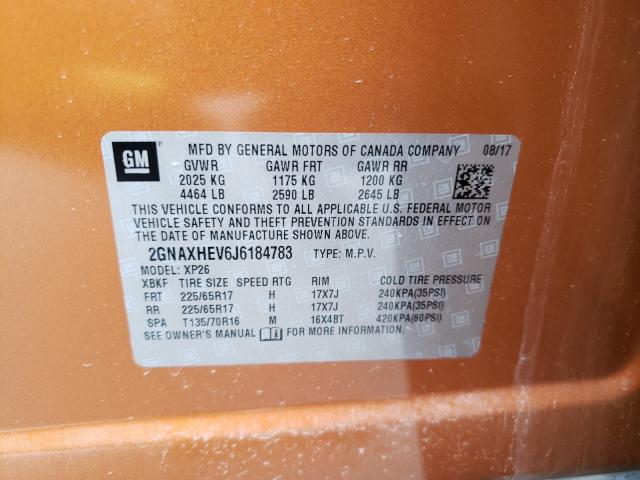 GM
MFD BY GENERAL MOTORS OF CANADA COMPANY 08/17
GVWR GAWR FRT GAWR RR
2025 KG 1175 KG 1200 KG
4464 LB 2590 LB 2645 LB
THIS VEHICLE CONFORMS TO ALL APPLICABLE U.S. FEDERAL MOTOR
VEHICLE SAFETY AND THEFT PREVENTION STANDARDS IN EFFECT ON
THE DATE OF MANUFACTURE SHOWN ABOVE.
2GNAXHEV6J6184783 TYPE: M.P.V.
MODEL: XP26
XBKF TIRE SIZE SPEED RTG RIM COLD TIRE PRESSURE
FRT 225/65R17 H 17X7J 240KPA(35PSI)
RR 225/65R17 H 17X7J 240KPA(35PSI)
SPA T135/70R16 M 16X4BT 420KPA(60PSI)
SEE OWNER'S MANUAL FOR MORE INFORMATION.